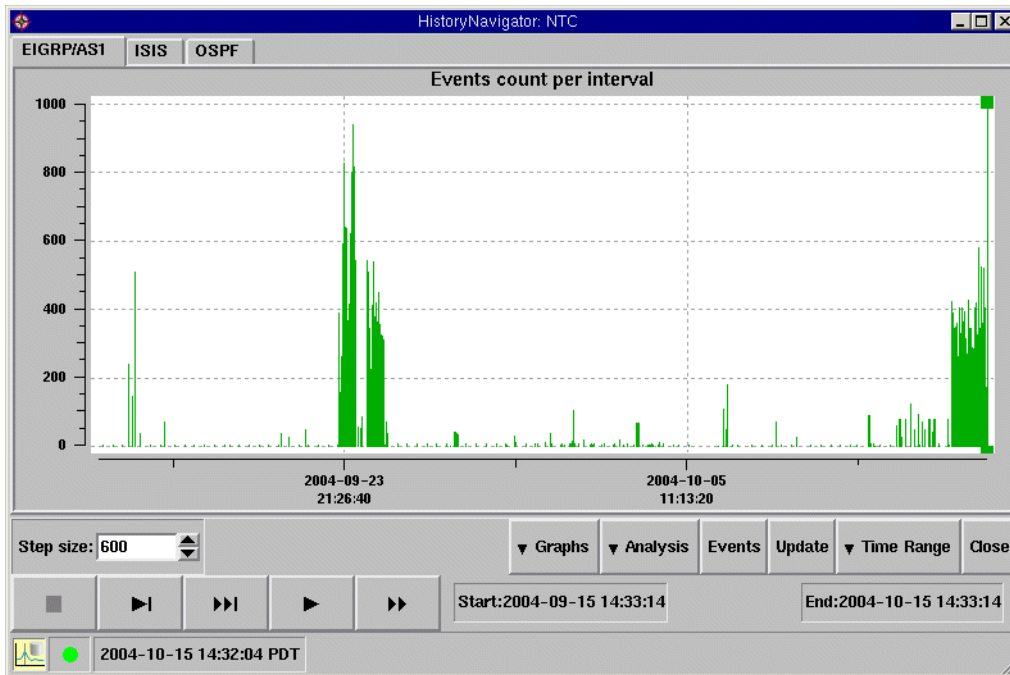 HistoryNavigator: NTC
EIGRP/AS1 ISIS OSPF
Events count per interval
1000
800
600
400
200
0
2004-09-23 2004-10-05
21:26:40 11:13:20
Step size: 600 Graphs Analysis Events Update Time Range Close
Start:2004-09-15 14:33:14 End:2004-10-15 14:33:14
2004-10-15 14:32:04 PDT